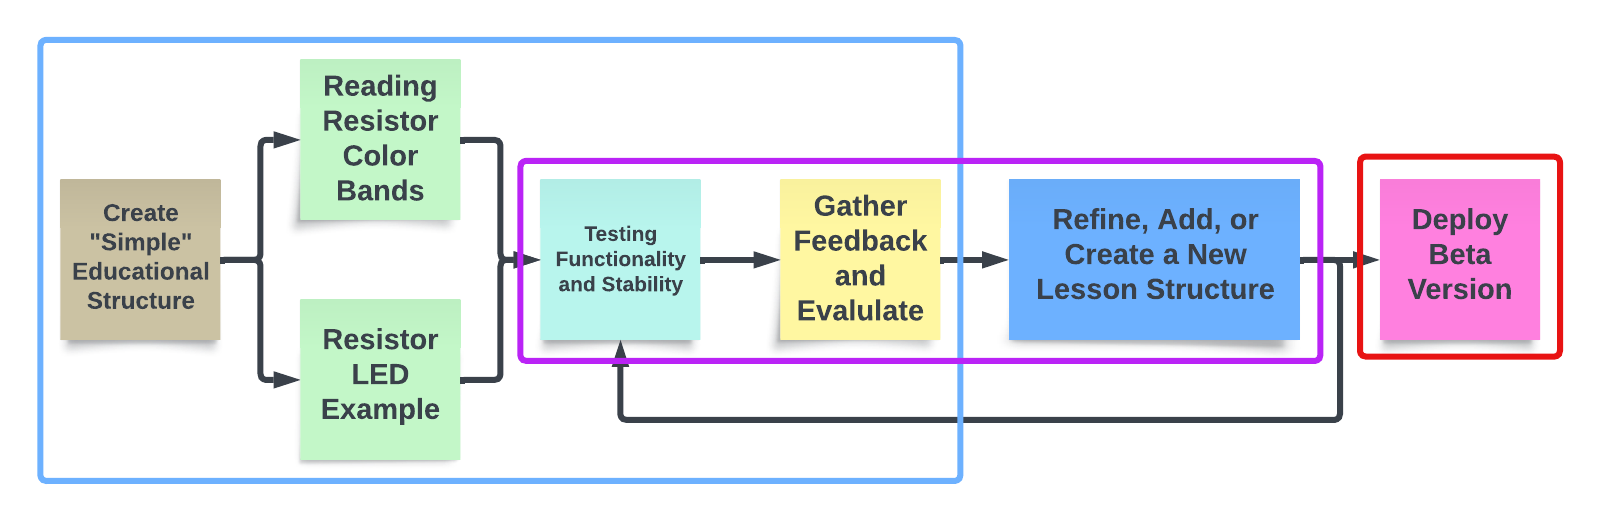 Create
"Simple"
Educational
Structure
Reading
Resistor
Color
Bands
Resistor
LED
Example
Testing
Functionality
and Stability
Gather
Feedback
and
Evalulate
Refine, Add, or
Create a New
Lesson Structure
Deploy
Beta
Version